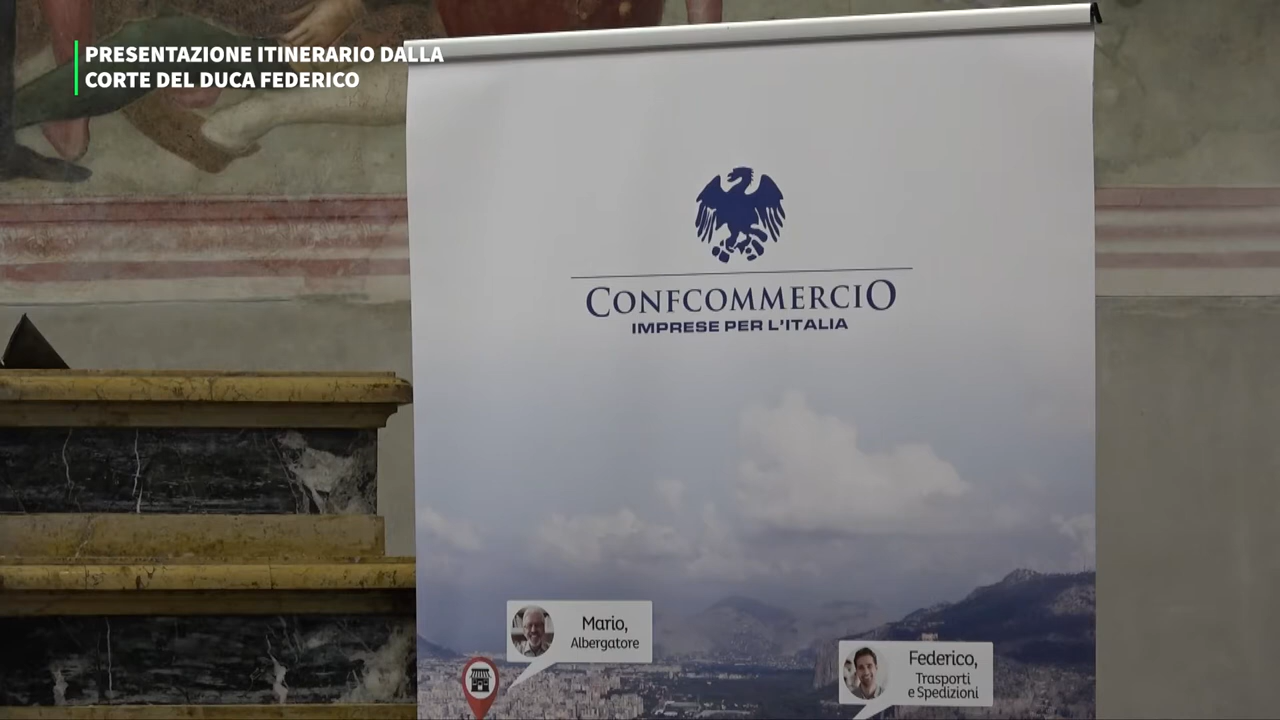 PRESENTAZIONE ITINERARIO DALLA
CORTE DEL DUCA FEDERICO
CONFCOMMERCIO
IMPRESE PER L'ITALIA
Mario,
Albergatore
Federico,
Trasporti
e Spedizioni